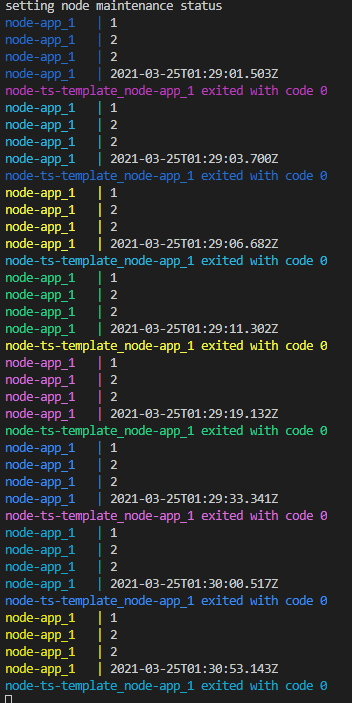 setting node maintenance status
node-app_1   | 1
node-app_1   | 2
node-app_1   | 2
node-app_1   | 2021-03-25T01:29:01.503Z
node-ts-template_node-app_1 exited with code 0
node-app_1   | 1
node-app_1   | 2
node-app_1   | 2
node-app_1   | 2021-03-25T01:29:03.700Z
node-ts-template_node-app_1 exited with code 0
node-app_1   | 1
node-app_1   | 2
node-app_1   | 2
node-app_1   | 2021-03-25T01:29:06.682Z
node-ts-template_node-app_1 exited with code 0
node-app_1   | 1
node-app_1   | 2
node-app_1   | 2
node-app_1   | 2021-03-25T01:29:11.302Z
node-ts-template_node-app_1 exited with code 0
node-app_1   | 1
node-app_1   | 2
node-app_1   | 2
node-app_1   | 2021-03-25T01:29:19.132Z
node-ts-template_node-app_1 exited with code 0
node-app_1   | 1
node-app_1   | 2
node-app_1   | 2
node-app_1   | 2021-03-25T01:29:33.341Z
node-ts-template_node-app_1 exited with code 0
node-app_1   | 1
node-app_1   | 2
node-app_1   | 2
node-app_1   | 2021-03-25T01:30:00.517Z
node-ts-template_node-app_1 exited with code 0
node-app_1   | 1
node-app_1   | 2
node-app_1   | 2
node-app_1   | 2021-03-25T01:30:53.143Z
node-ts-template_node-app_1 exited with code 0